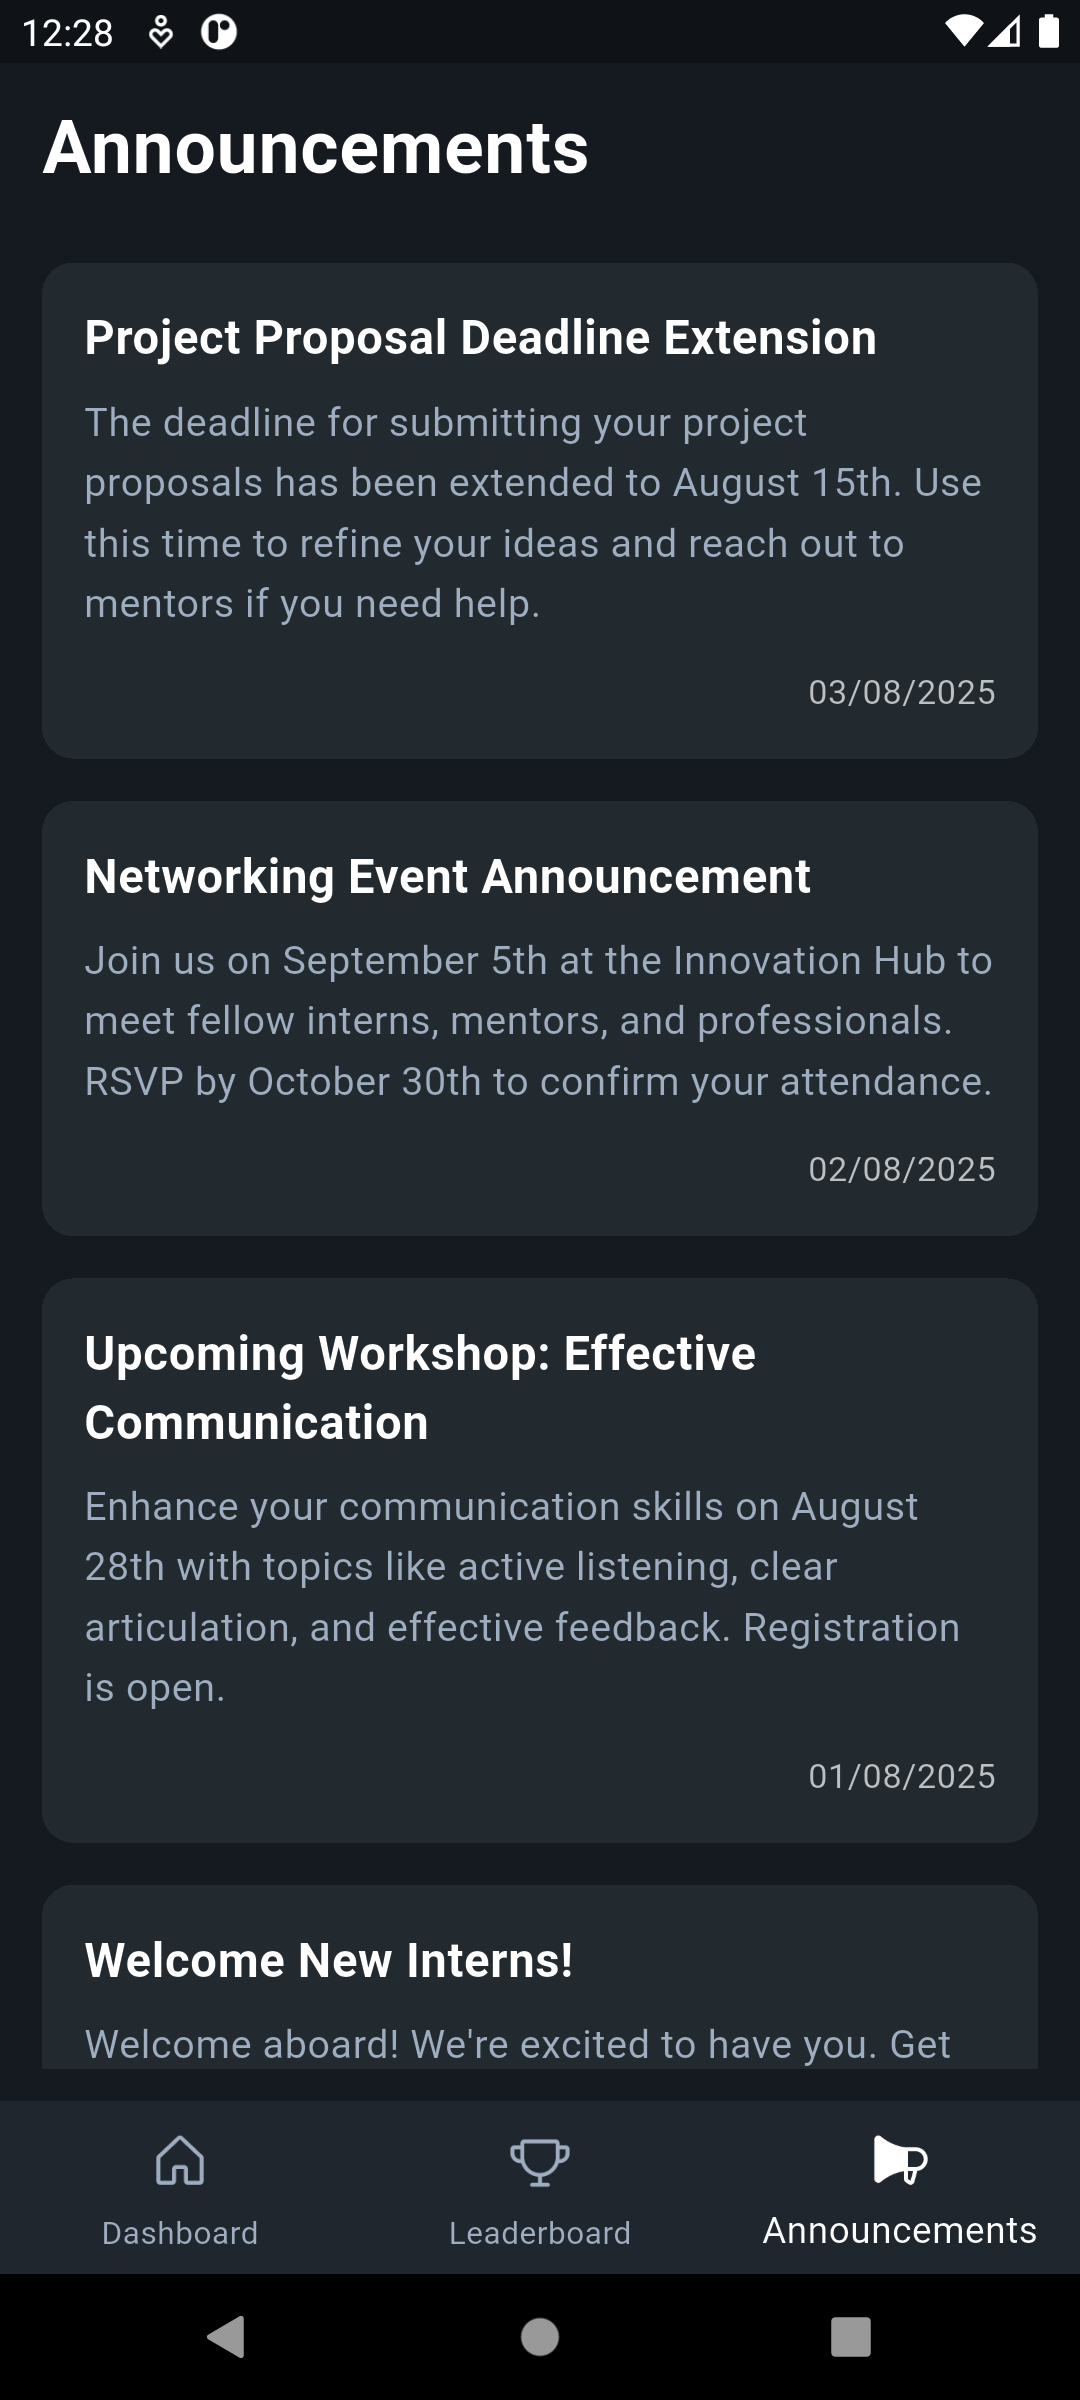 12:28
Announcements
Project Proposal Deadline Extension
The deadline for submitting your project
proposals has been extended to August 15th. Use
this time to refine your ideas and reach out to
mentors if you need help.
03/08/2025
Networking Event Announcement
Join us on September 5th at the Innovation Hub to
meet fellow interns, mentors, and professionals.
RSVP by October 30th to confirm your attendance.
02/08/2025
Upcoming Workshop: Effective
Communication
Enhance your communication skills on August
28th with topics like active listening, clear
articulation, and effective feedback. Registration
is open.
01/08/2025
Welcome New Interns!
Welcome aboard! We're excited to have you. Get
Dashboard
Leaderboard
Announcements